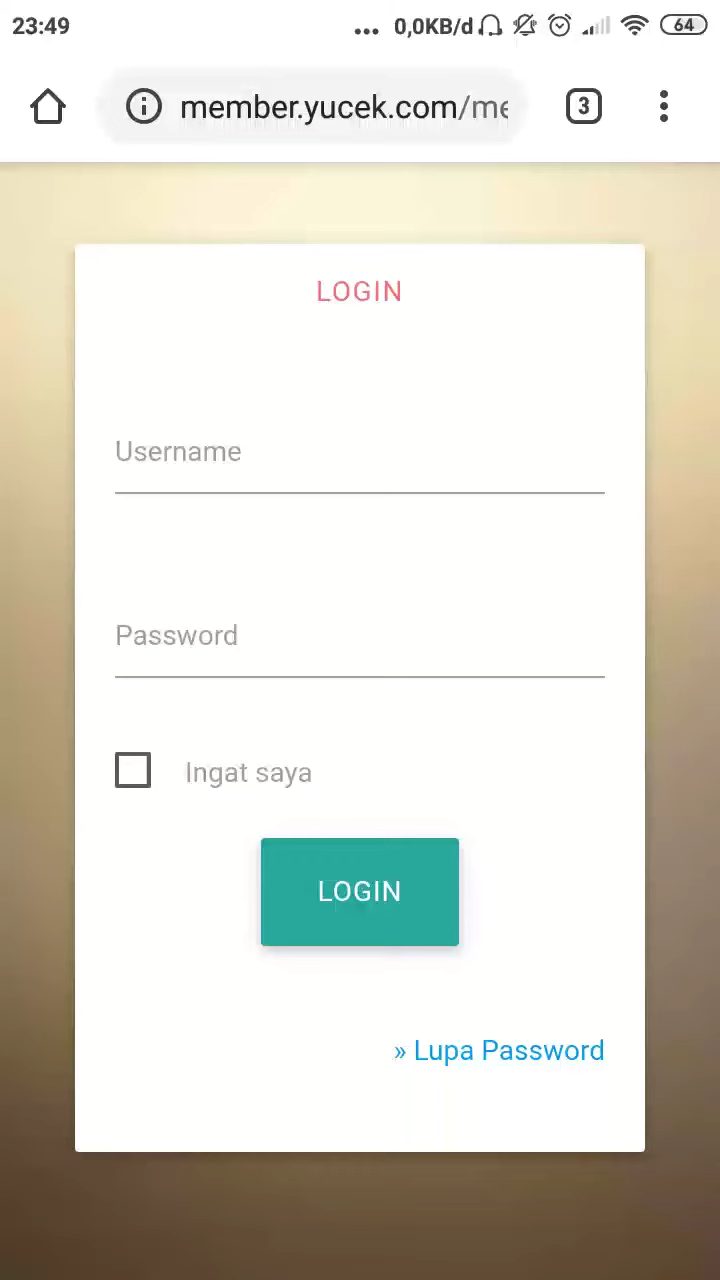 23:49 ... 0,0KB/d 64
member.yucek.com/me 3
LOGIN
Username
Password
Ingat saya
LOGIN
» Lupa Password